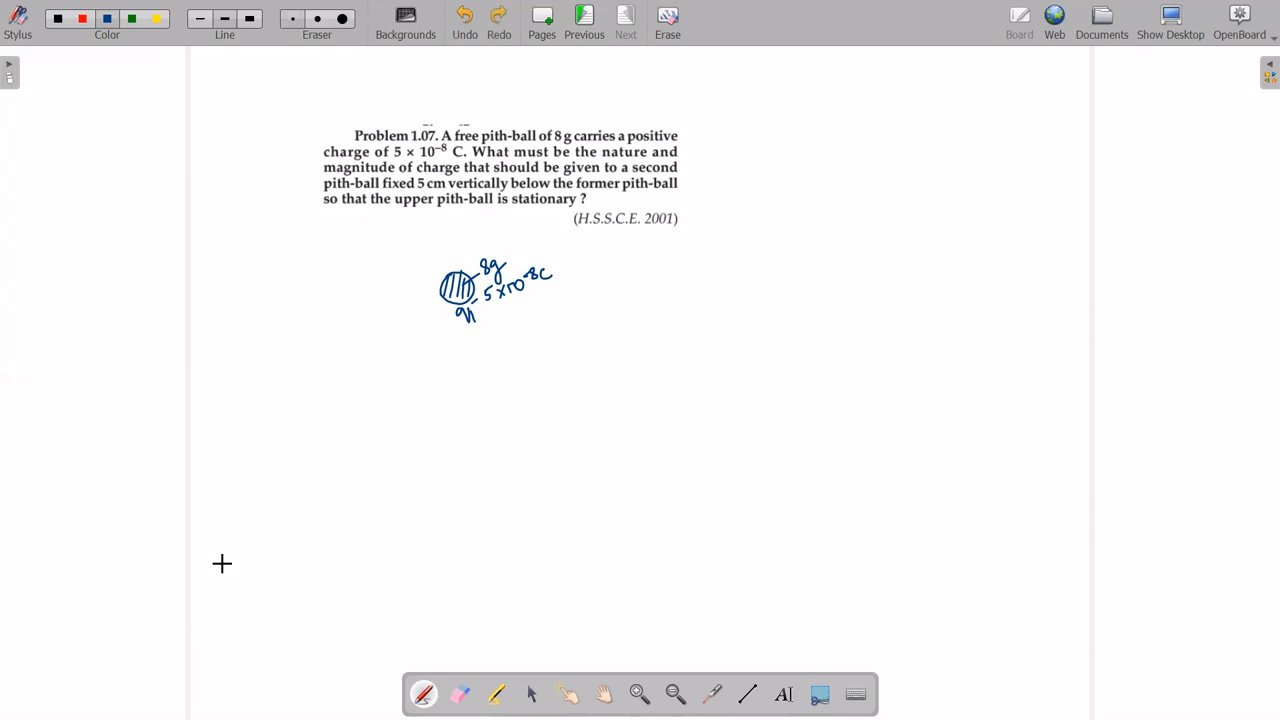 Stylus
Color
Line
Eraser
Backgrounds
Undo
Redo
Pages
Previous
Next
Erase
Board
Web
Documents
Show Desktop
OpenBoard
Problem 1.07. A free pith-ball of 8 g carries a positive
charge of 5 × 10⁻⁸ C. What must be the nature and
magnitude of charge that should be given to a second
pith-ball fixed 5 cm vertically below the former pith-ball
so that the upper pith-ball is stationary ?
(H.S.S.C.E. 2001)
8g
5×10⁻⁸C
AI